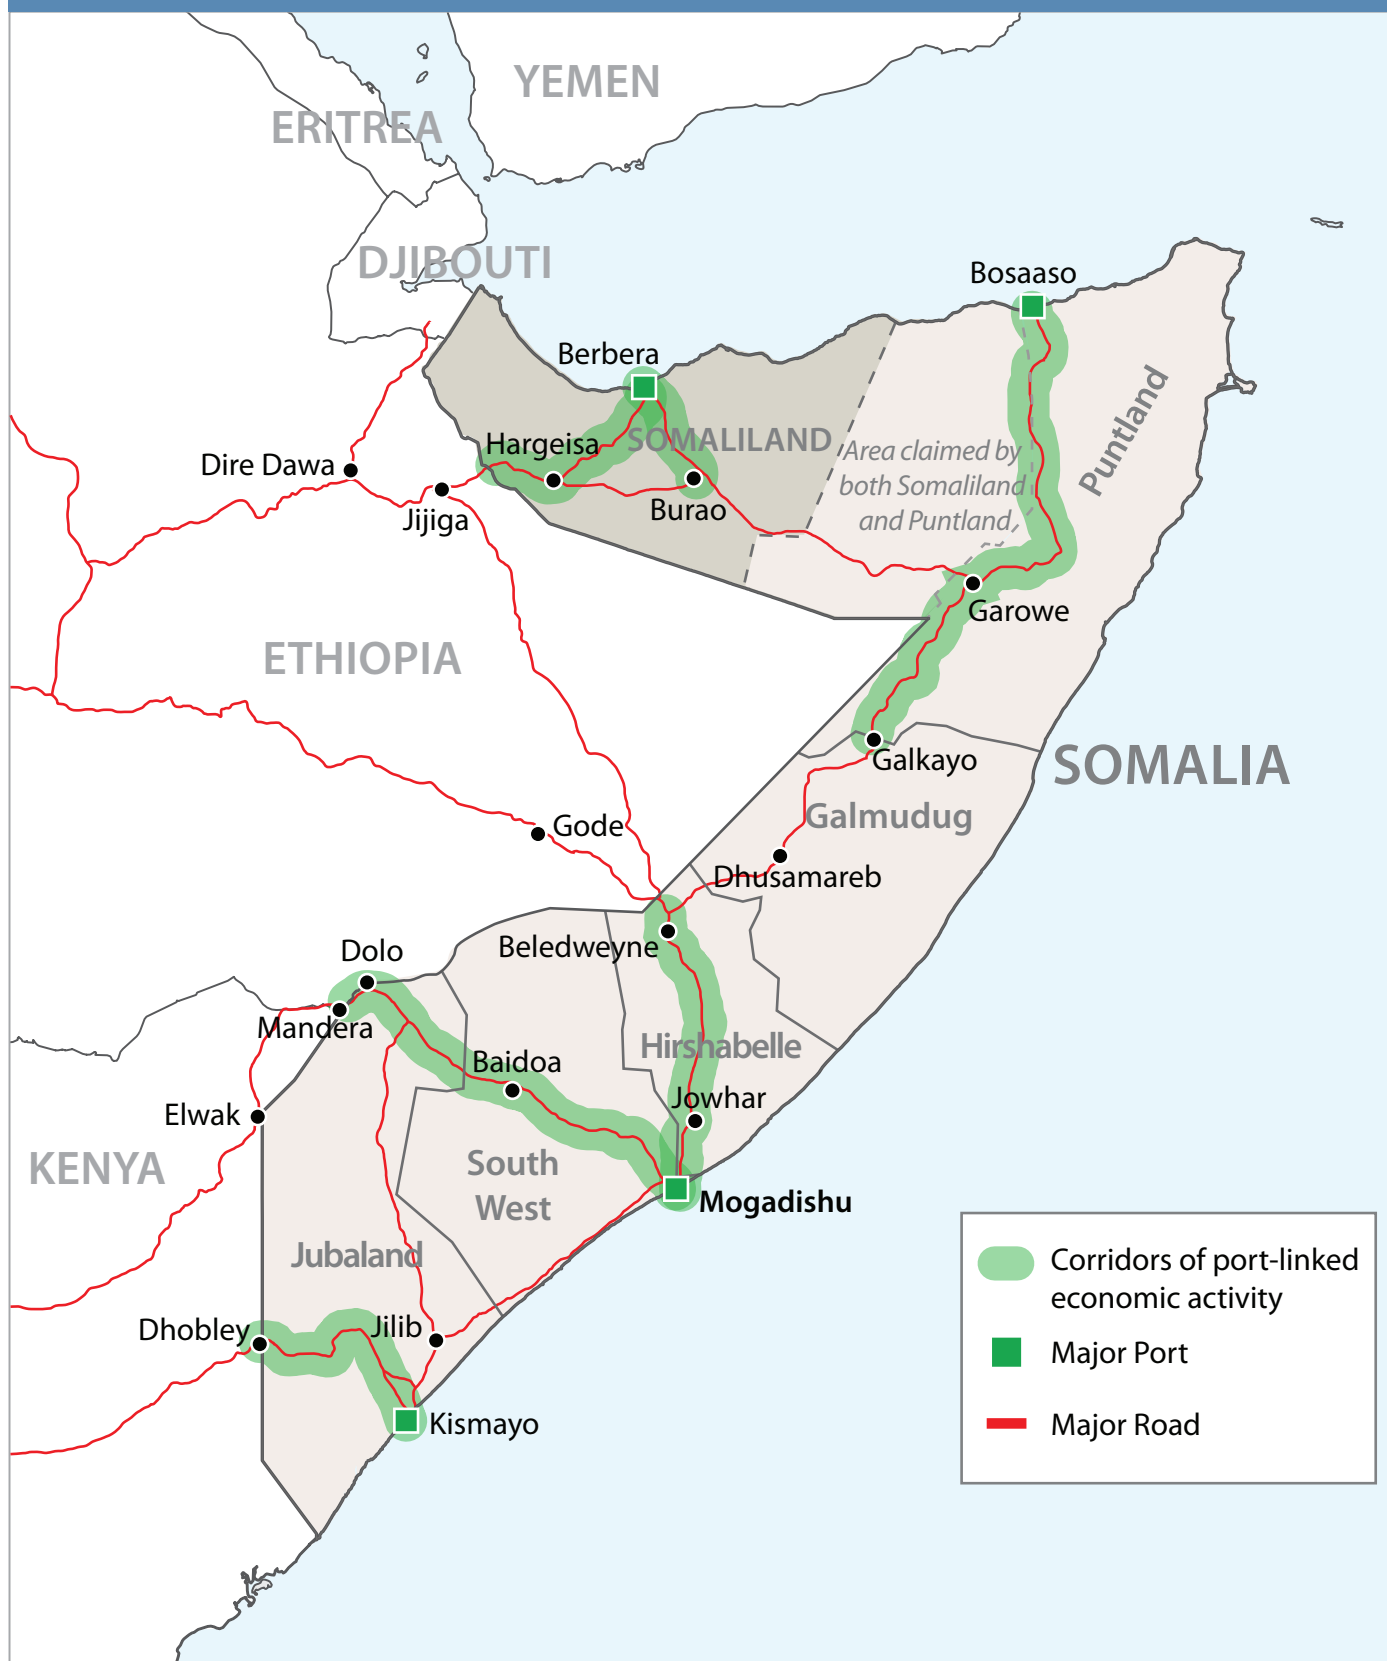 YEMEN
ERITREA
DJIBOUTI
Bosaaso
Berbera
Puntland
Hargeisa
SOMALILAND
Area claimed by
both Somaliland
and Puntland
Dire Dawa
Jijiga
Burao
Garowe
ETHIOPIA
Galkayo
SOMALIA
Galmudug
Gode
Dhusamareb
Beledweyne
Dolo
Mandera
Hirshabelle
Baidoa
Jowhar
Elwak
KENYA
South
West
Mogadishu
Jubaland
Dhobley
Jilib
Kismayo
Corridors of port-linked
economic activity
Major Port
Major Road